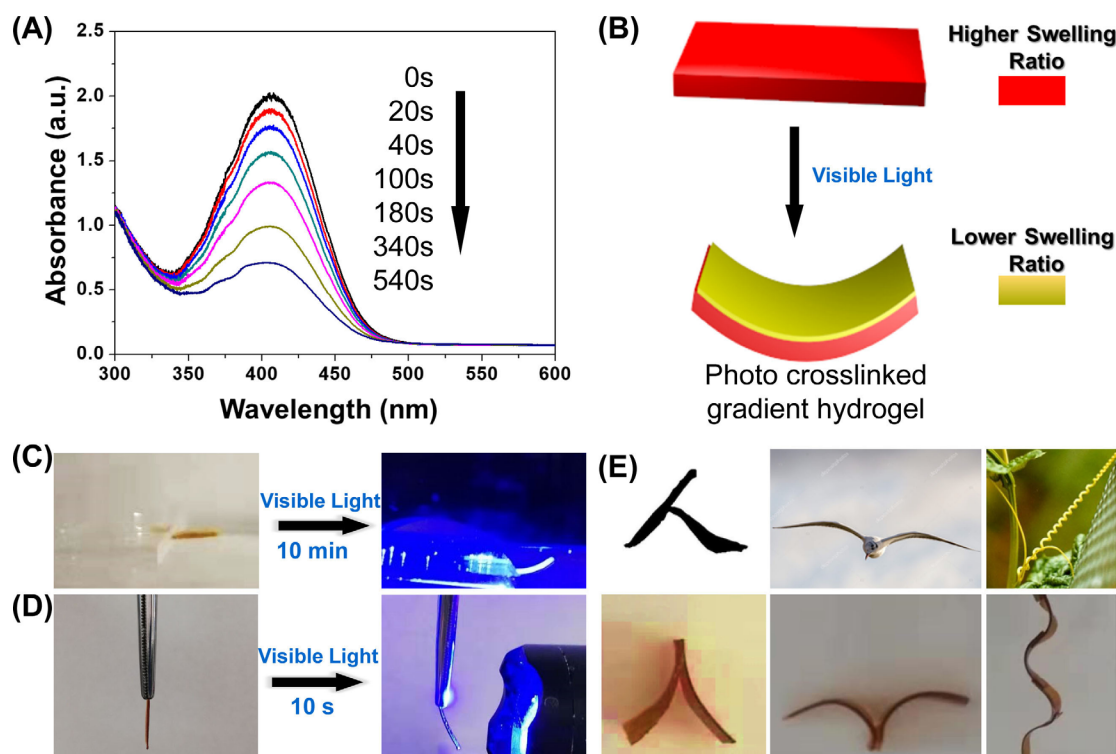 (A)
2.5
2.0
1.5
1.0
0.5
0.0
Absorbance (a.u.)
300
350
400
450
500
550
600
Wavelength (nm)
0s
20s
40s
100s
180s
340s
540s
(B)
Higher Swelling
Ratio
Visible Light
Lower Swelling
Ratio
Photo crosslinked
gradient hydrogel
(C)
Visible Light
10 min
(D)
Visible Light
10 s
(E)
人